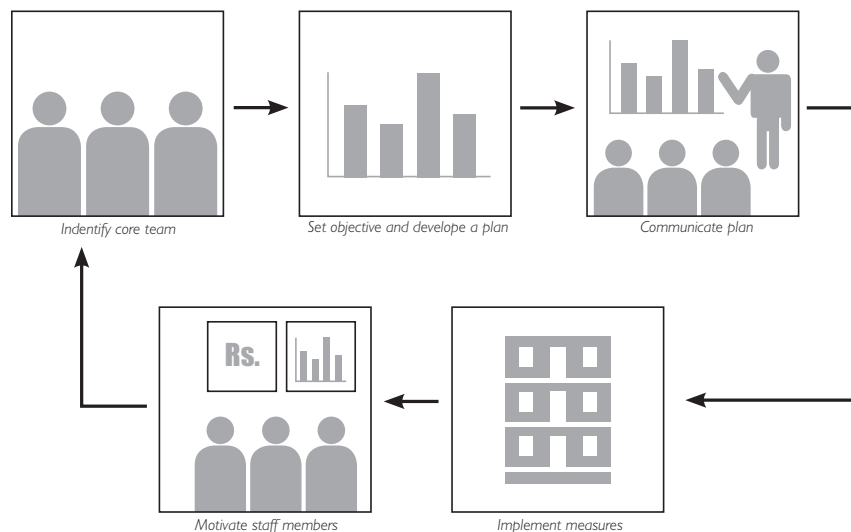 Indentify core team
Set objective and develope a plan
Communicate plan
Rs.
Motivate staff members
Implement measures